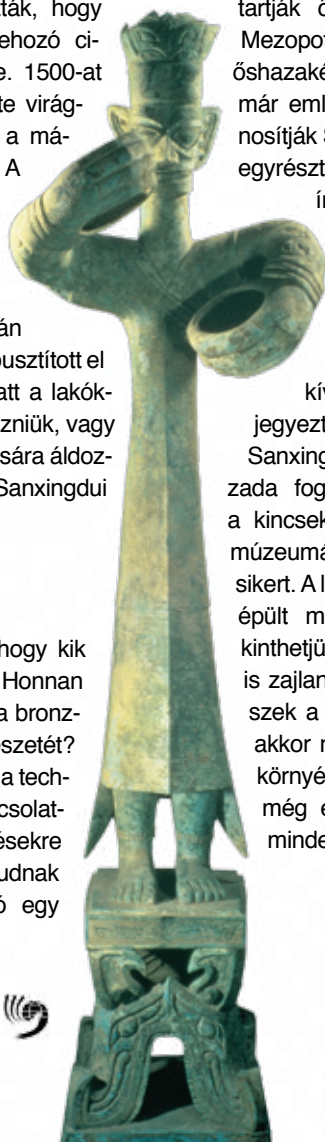 ták, hogy
ehozó ci-
e. 1500-at
te virág-
a má-
A
án
pusztított el
att a lakók-
zniük, vagy
sára áldoz-
Sanxingdui
hogy kik
Honnan
a bronz-
szetét?
a tech-
csolat-
ésekre
udnak
ó egy
tartják ő
Mezopot
őshazaké
már eml
nosítják S
egyrészt
ír
kív
jegyezt
Sanxing
zada fog
a kincsek
múzeumá
sikert. A l
épült m
kinthetjü
is zajlan
szek a
akkor
környé
még e
minde